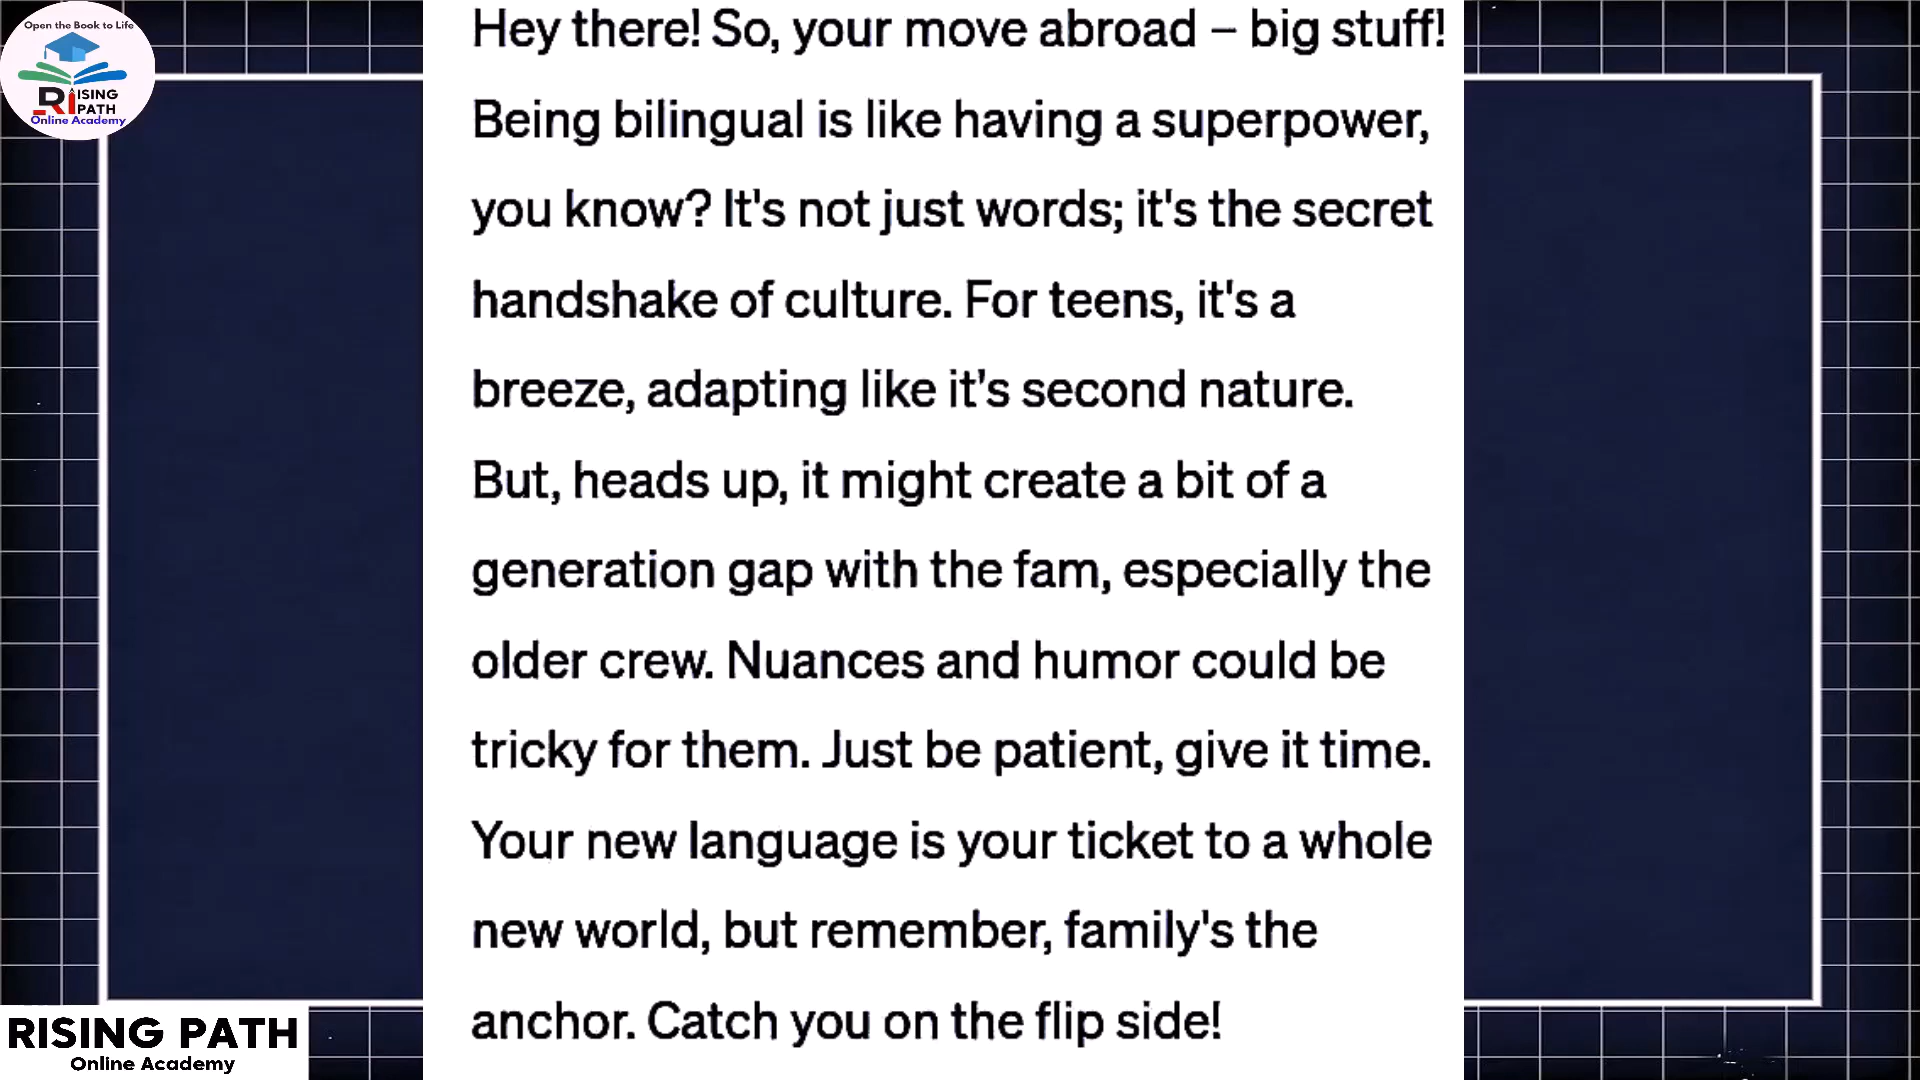 Open the Book to Life
RISING
PATH
Online Academy
Hey there! So, your move abroad – big stuff!
Being bilingual is like having a superpower,
you know? It's not just words; it's the secret
handshake of culture. For teens, it's a
breeze, adapting like it's second nature.
But, heads up, it might create a bit of a
generation gap with the fam, especially the
older crew. Nuances and humor could be
tricky for them. Just be patient, give it time.
Your new language is your ticket to a whole
new world, but remember, family's the
anchor. Catch you on the flip side!
RISING PATH
Online Academy